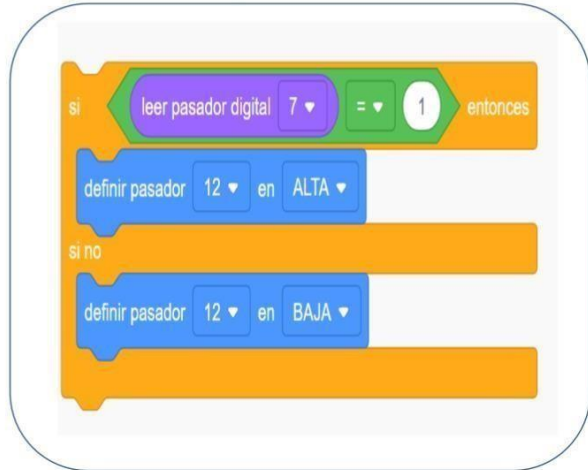 si leer pasador digital 7 = 1 entonces
definir pasador 12 en ALTA
si no
definir pasador 12 en BAJA